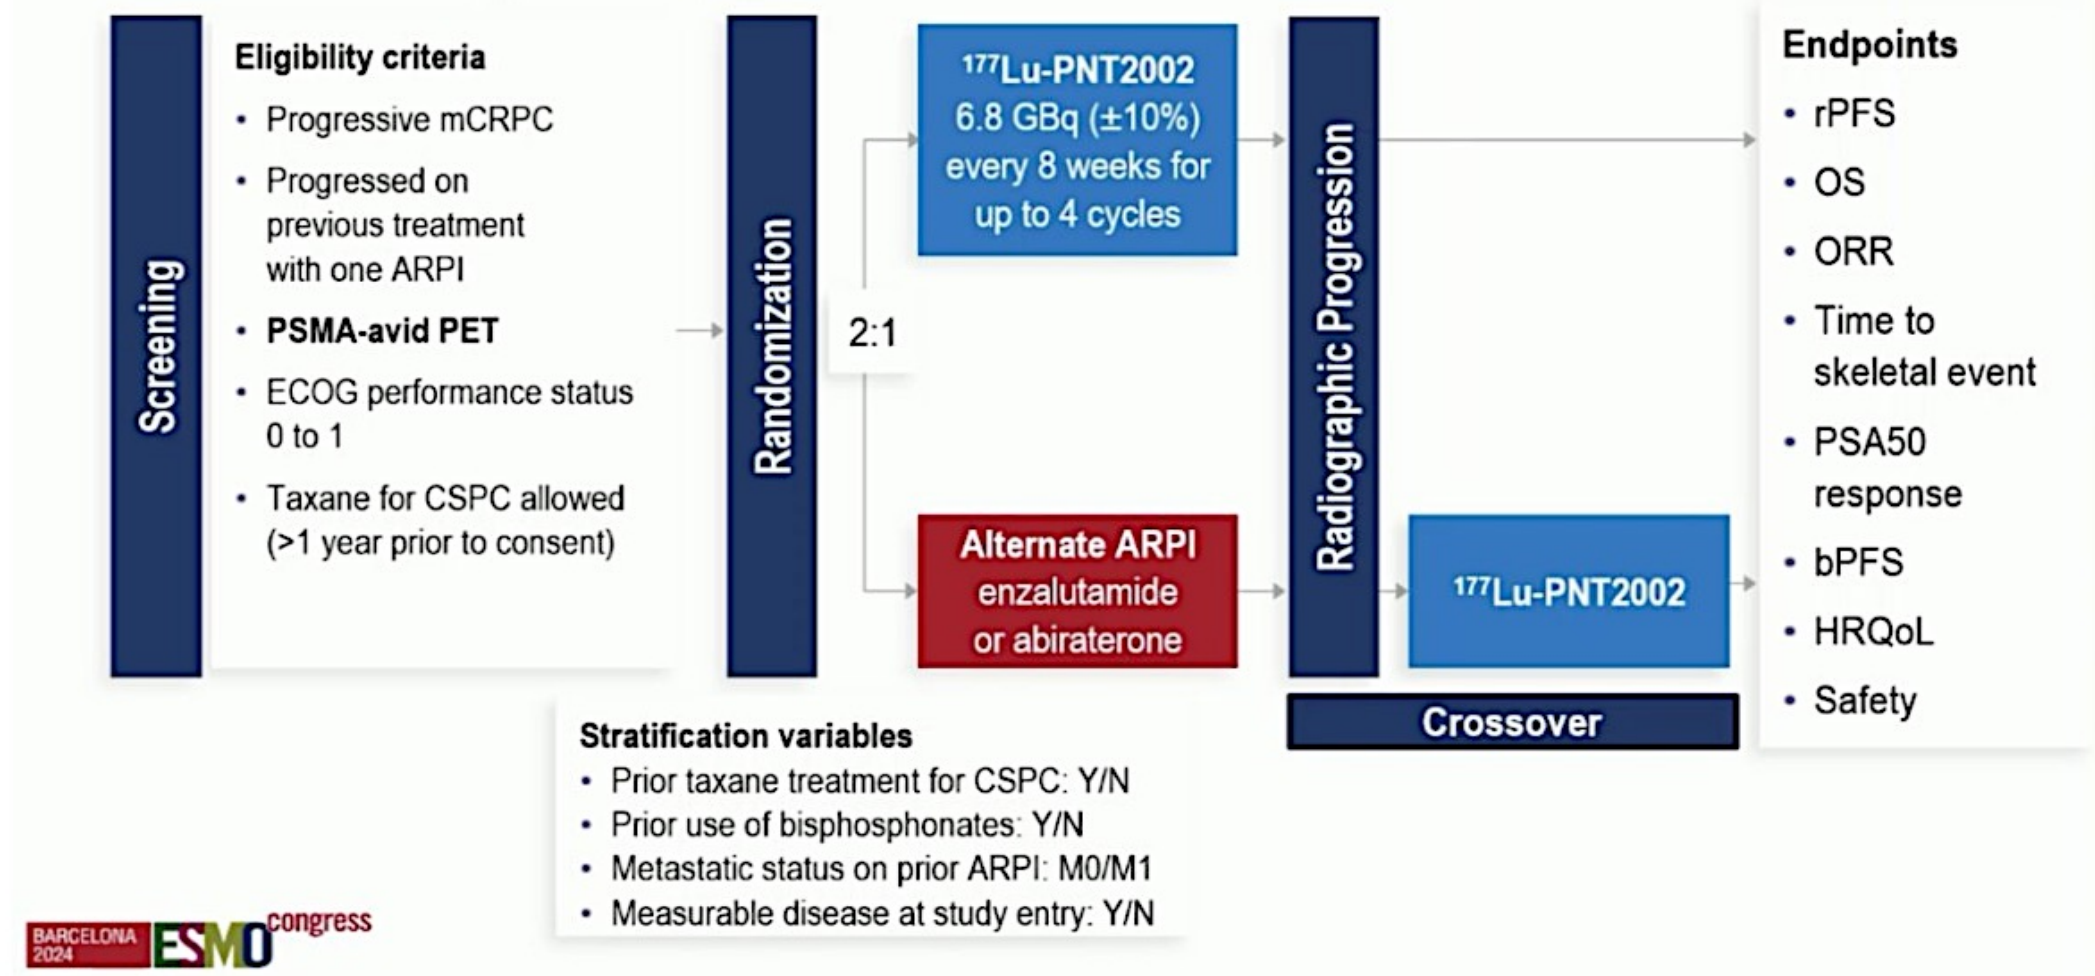 Screening
Eligibility criteria
• Progressive mCRPC
• Progressed on
previous treatment
with one ARPI
• PSMA-avid PET
• ECOG performance status
0 to 1
• Taxane for CSPC allowed
(>1 year prior to consent)
Randomization
2:1
¹⁷⁷Lu-PNT2002
6.8 GBq (±10%)
every 8 weeks for
up to 4 cycles
Alternate ARPI
enzalutamide
or abiraterone
Radiographic Progression
¹⁷⁷Lu-PNT2002
Crossover
Endpoints
• rPFS
• OS
• ORR
• Time to
skeletal event
• PSA50
response
• bPFS
• HRQoL
• Safety
Stratification variables
• Prior taxane treatment for CSPC: Y/N
• Prior use of bisphosphonates: Y/N
• Metastatic status on prior ARPI: M0/M1
• Measurable disease at study entry: Y/N
BARCELONA
2024
ESMO congress